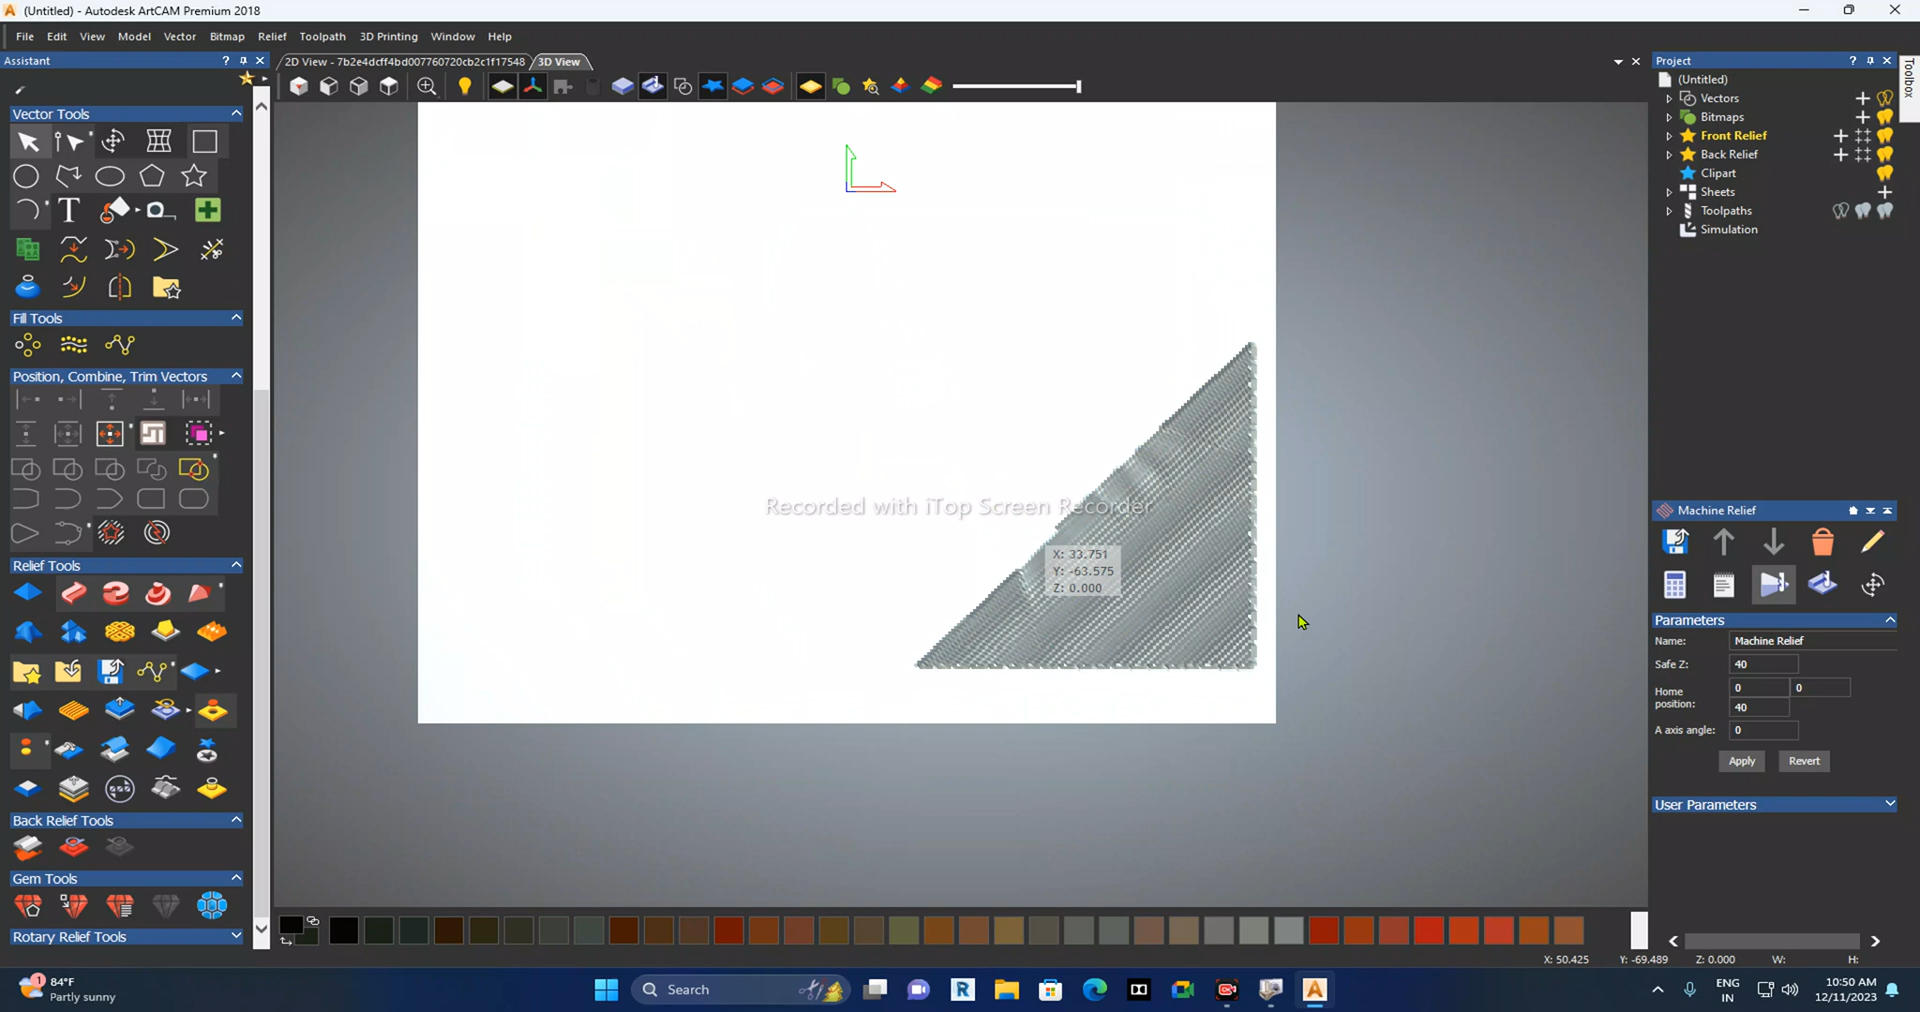 (Untitled) - Autodesk ArtCAM Premium 2018
File Edit View Model Vector Bitmap Relief Toolpath 3D Printing Window Help
Assistant
2D View - 7b2e4dcff4bd007760720cb2c1f17548
3D View
Project
Toolbox
(Untitled)
Vectors
Bitmaps
Front Relief
Back Relief
Clipart
Sheets
Toolpaths
Simulation
Vector Tools
Fill Tools
Position, Combine, Trim Vectors
Relief Tools
Back Relief Tools
Gem Tools
Rotary Relief Tools
Recorded with iTop Screen Recorder
X: 33.751
Y: -63.575
Z: 0.000
Machine Relief
Parameters
Name: Machine Relief
Safe Z: 40
Home position: 0 0
40
A axis angle: 0
Apply Revert
User Parameters
X: 50.425 Y: -69.489 Z: 0.000 W: H:
1
84°F
Partly sunny
Search
ENG
IN
10:50 AM
12/11/2023